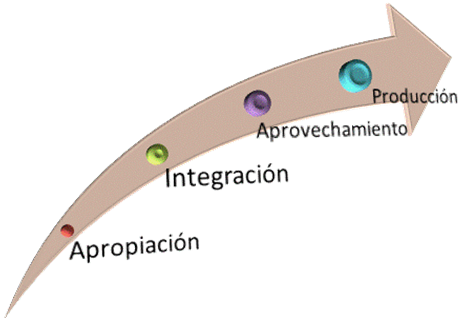 Producción
Aprovechamiento
Integración
Apropiación